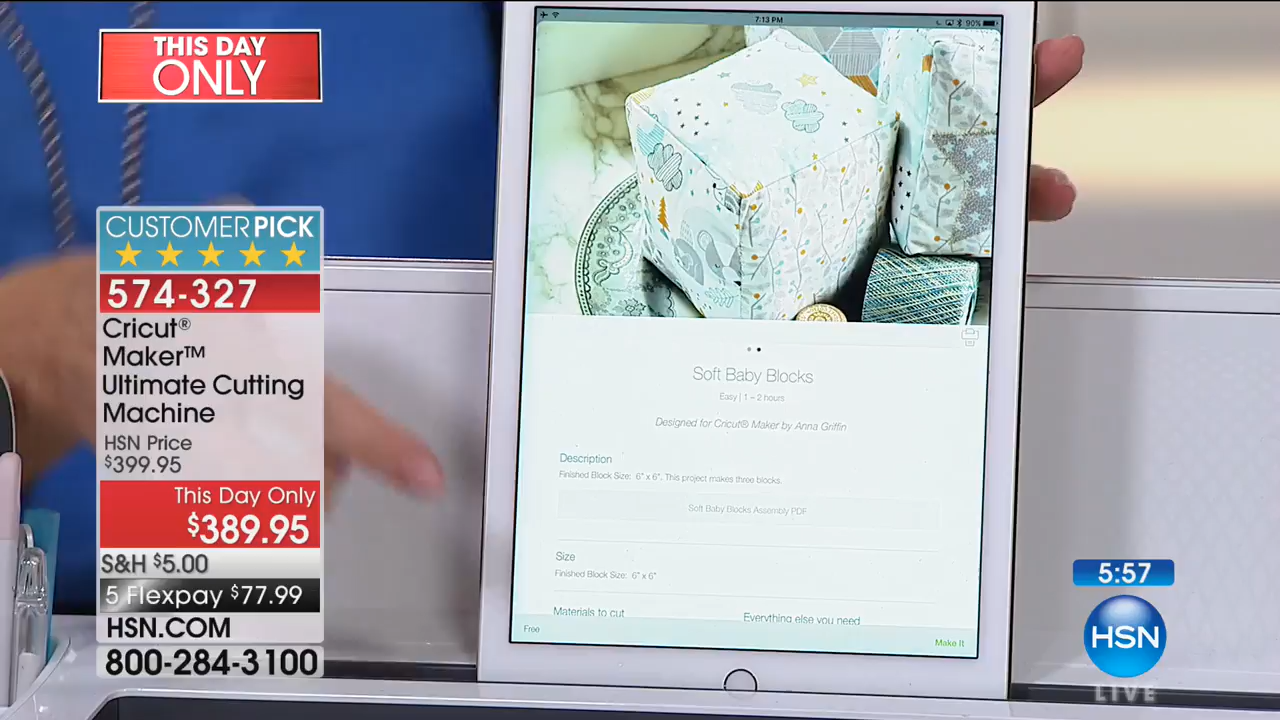 THIS DAY
ONLY
CUSTOMER PICK
574-327
Cricut®
Maker™
Ultimate Cutting
Machine
HSN Price
$399.95
This Day Only
$389.95
S&H $5.00
5 Flexpay $77.99
HSN.COM
800-284-3100
7:13 PM
90%
Soft Baby Blocks
Easy | 1 – 2 hours
Designed for Cricut® Maker by Anna Griffin
Description
Finished Block Size: 6" x 6". This project makes three blocks.
Soft Baby Blocks Assembly PDF
Size
Finished Block Size: 6" x 6"
Materials to cut
Everything else you need
Free
Make It
5:57
HSN
LIVE